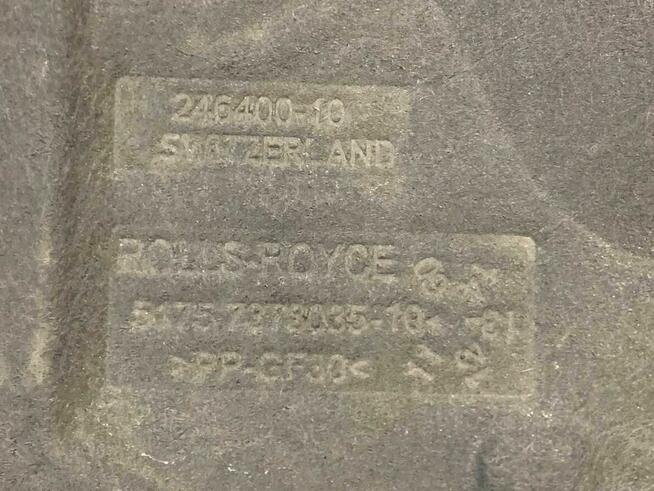 246400-10
SWITZERLAND
ROLLS-ROYCE
5175.7373035-10<
>PP-GF30<